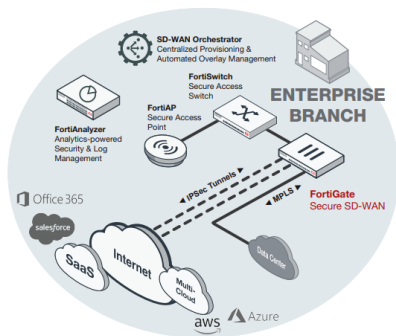 SD-WAN Orchestrator
Centralized Provisioning &
Automated Overlay Management
FortiSwitch
Secure Access
Switch
ENTERPRISE
BRANCH
FortiAP
Secure Access
Point
FortiAnalyzer
Analytics-powered
Security & Log
Management
IPSec Tunnels
MPLS
FortiGate
Secure SD-WAN
Office 365
salesforce
SaaS
Internet
Multi-
Cloud
Data Center
aws
Azure